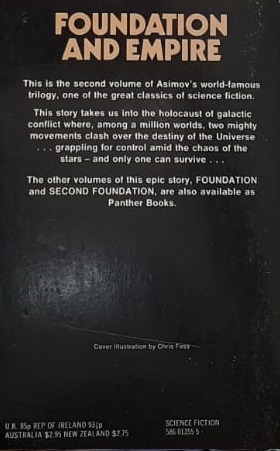 FOUNDATION
AND EMPIRE
This is the second volume of Asimov's world-famous
trilogy, one of the great classics of science fiction.
This story takes us into the holocaust of galactic
conflict where, among a million worlds, two mighty
movements clash over the destiny of the Universe
. . . grappling for control amid the chaos of the
stars – and only one can survive . . .
The other volumes of this epic story, FOUNDATION
and SECOND FOUNDATION, are also available as
Panther Books.
Cover illustration by Chris Foss
U.K. 85p REP OF IRELAND 93½p
SCIENCE FICTION
AUSTRALIA $2.95 NEW ZEALAND $2.75
586 01355 5